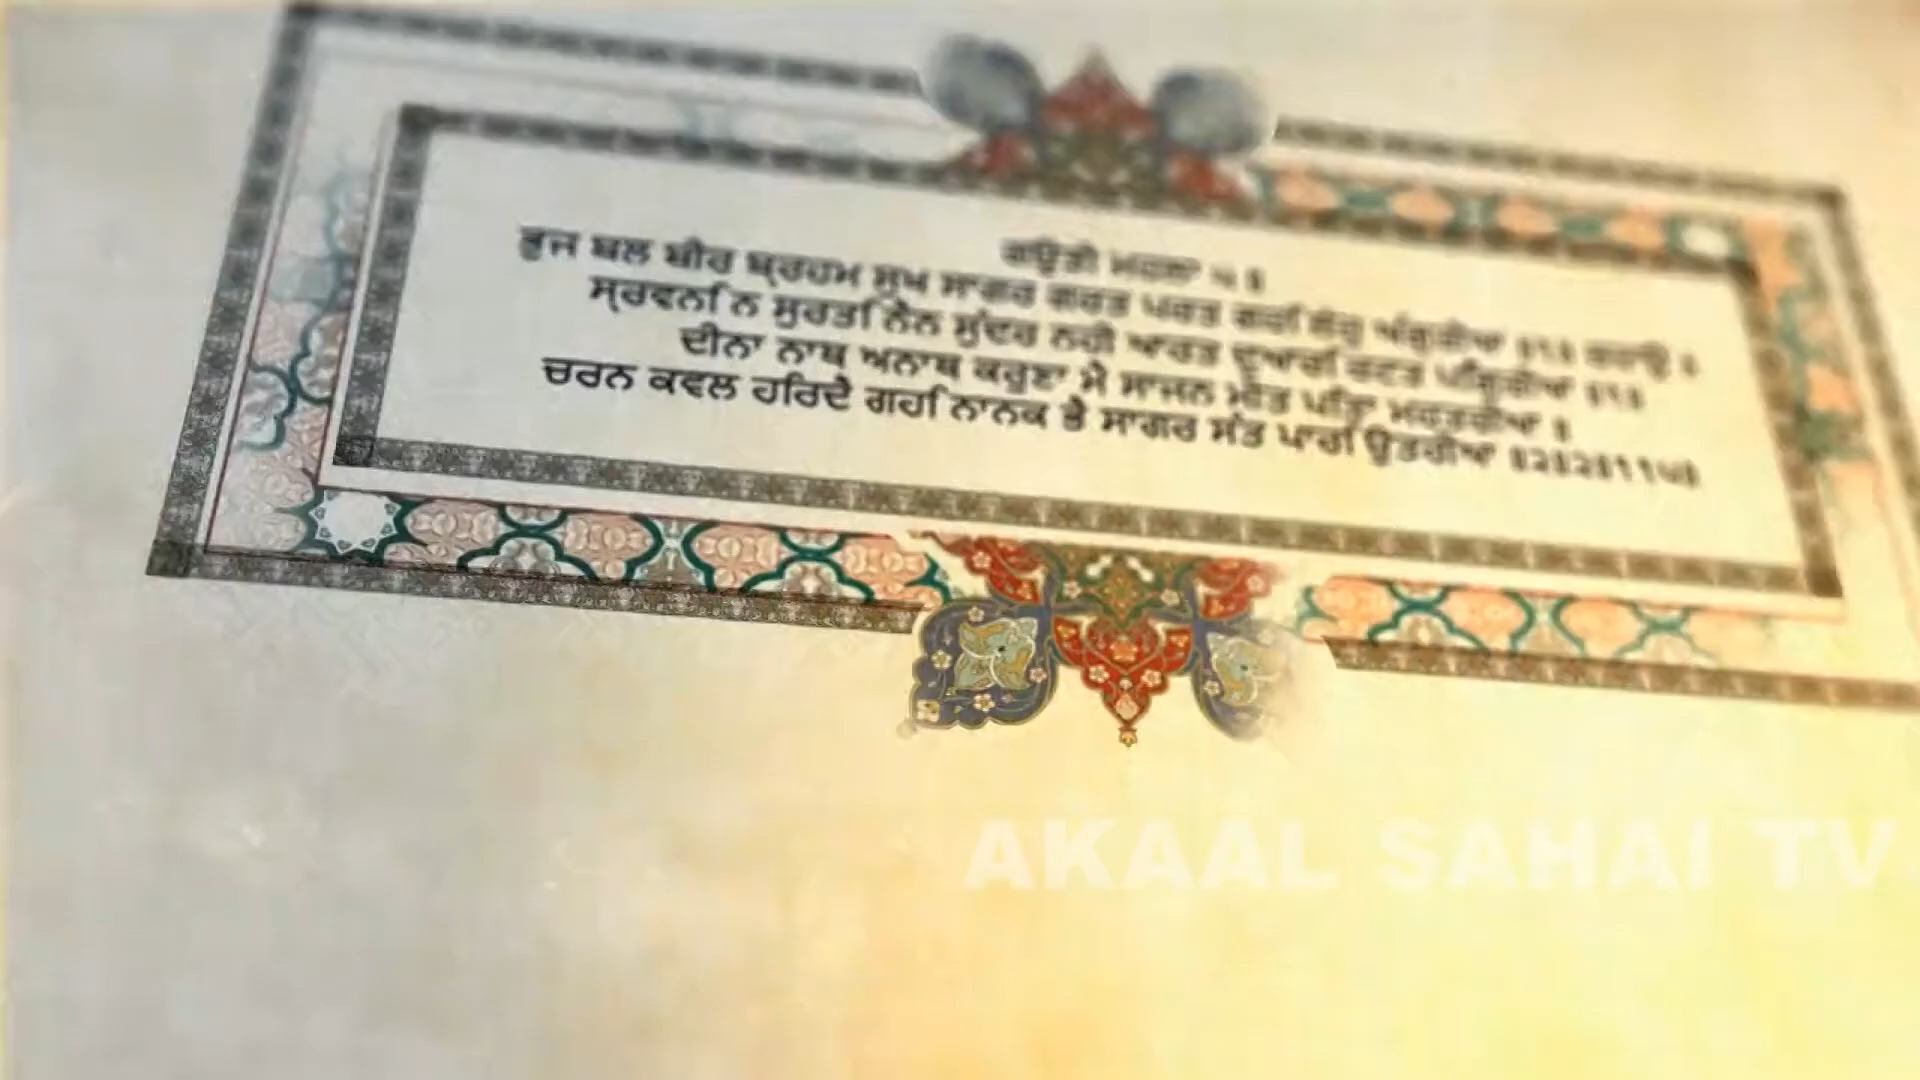 ਗਉੜੀ ਮਹਲਾ ੫ ॥
ਭੁਜ ਬਲ ਬੀਰ ਬ੍ਰਹਮ ਸੁਖ ਸਾਗਰ ਗਰਤ ਪਰਤ ਗਹਿ ਲੇਹੁ ਅੰਗੁਰੀਆ ॥੧॥ ਰਹਾਉ ॥
ਸ੍ਰਵਨਿ ਨ ਸੁਰਤਿ ਨੈਨ ਸੁੰਦਰ ਨਹੀ ਆਰਤ ਦੁਆਰਿ ਰਟਤ ਪਿੰਗੁਰੀਆ ॥੧॥
ਦੀਨਾ ਨਾਥ ਅਨਾਥ ਕਰੁਣਾ ਮੈ ਸਾਜਨ ਮੀਤ ਪਿਤਾ ਮਹਤਰੀਆ ॥
ਚਰਨ ਕਵਲ ਹਿਰਦੈ ਗਹਿ ਨਾਨਕ ਭੈ ਸਾਗਰ ਸੰਤ ਪਾਰਿ ਉਤਰੀਆ ॥੨॥੨॥੧੧੫॥
AKAAL SAHAI TV